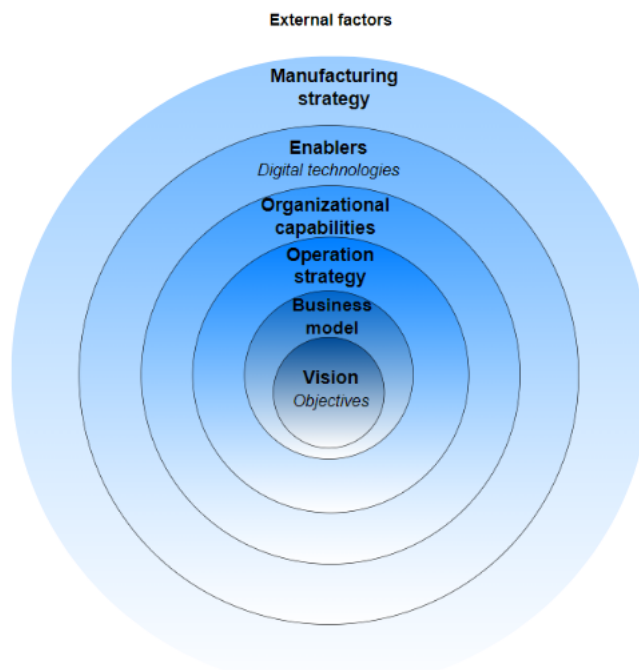 External factors
Manufacturing
strategy
Enablers
Digital technologies
Organizational
capabilities
Operation
strategy
Business
model
Vision
Objectives